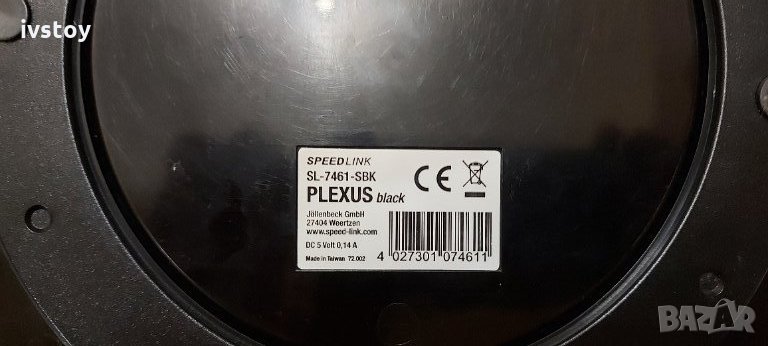 ivstoy
SPEEDLINK
SL-7461-SBK
PLEXUS black
Jöllenbeck GmbH
27404 Weertzen
www.speed-link.com
DC 5 Volt 0,14 A
Made in Taiwan 72.002
4 027301 074611
BAZAR